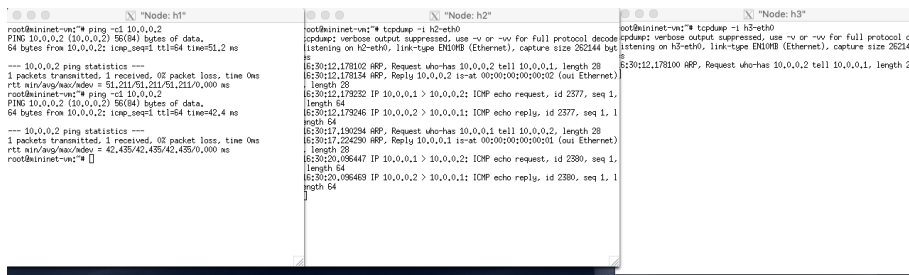 "Node: h1"
root@mininet-vm:~# ping -c1 10.0.0.2
PING 10.0.0.2 (10.0.0.2) 56(84) bytes of data.
64 bytes from 10.0.0.2: icmp_seq=1 ttl=64 time=51.2 ms
--- 10.0.0.2 ping statistics ---
1 packets transmitted, 1 received, 0% packet loss, time 0ms
rtt min/avg/max/mdev = 51.211/51.211/51.211/0.000 ms
root@mininet-vm:~# ping -c1 10.0.0.2
PING 10.0.0.2 (10.0.0.2) 56(84) bytes of data.
64 bytes from 10.0.0.2: icmp_seq=1 ttl=64 time=42.4 ms
--- 10.0.0.2 ping statistics ---
1 packets transmitted, 1 received, 0% packet loss, time 0ms
rtt min/avg/max/mdev = 42.435/42.435/42.435/0.000 ms
root@mininet-vm:~#
"Node: h2"
root@mininet-vm:~# tcpdump -i h2-eth0
tcpdump: verbose output suppressed, use -v or -vv for full protocol decode
listening on h2-eth0, link-type EN10MB (Ethernet), capture size 262144 byt
es
16:30:12.178102 ARP, Request who-has 10.0.0.2 tell 10.0.0.1, length 28
16:30:12.178134 ARP, Reply 10.0.0.2 is-at 00:00:00:00:00:02 (oui Ethernet)
, length 28
16:30:12.179232 IP 10.0.0.1 > 10.0.0.2: ICMP echo request, id 2377, seq 1,
length 64
16:30:12.179246 IP 10.0.0.2 > 10.0.0.1: ICMP echo reply, id 2377, seq 1, l
ength 64
16:30:17.190294 ARP, Request who-has 10.0.0.1 tell 10.0.0.2, length 28
16:30:17.224290 ARP, Reply 10.0.0.1 is-at 00:00:00:00:00:01 (oui Ethernet)
, length 28
16:30:20.096447 IP 10.0.0.1 > 10.0.0.2: ICMP echo request, id 2380, seq 1,
length 64
16:30:20.096469 IP 10.0.0.2 > 10.0.0.1: ICMP echo reply, id 2380, seq 1, l
ength 64
"Node: h3"
root@mininet-vm:~# tcpdump -i h3-eth0
tcpdump: verbose output suppressed, use -v or -vv for full protocol d
listening on h3-eth0, link-type EN10MB (Ethernet), capture size 26214
s
16:30:12.178100 ARP, Request who-has 10.0.0.2 tell 10.0.0.1, length 2